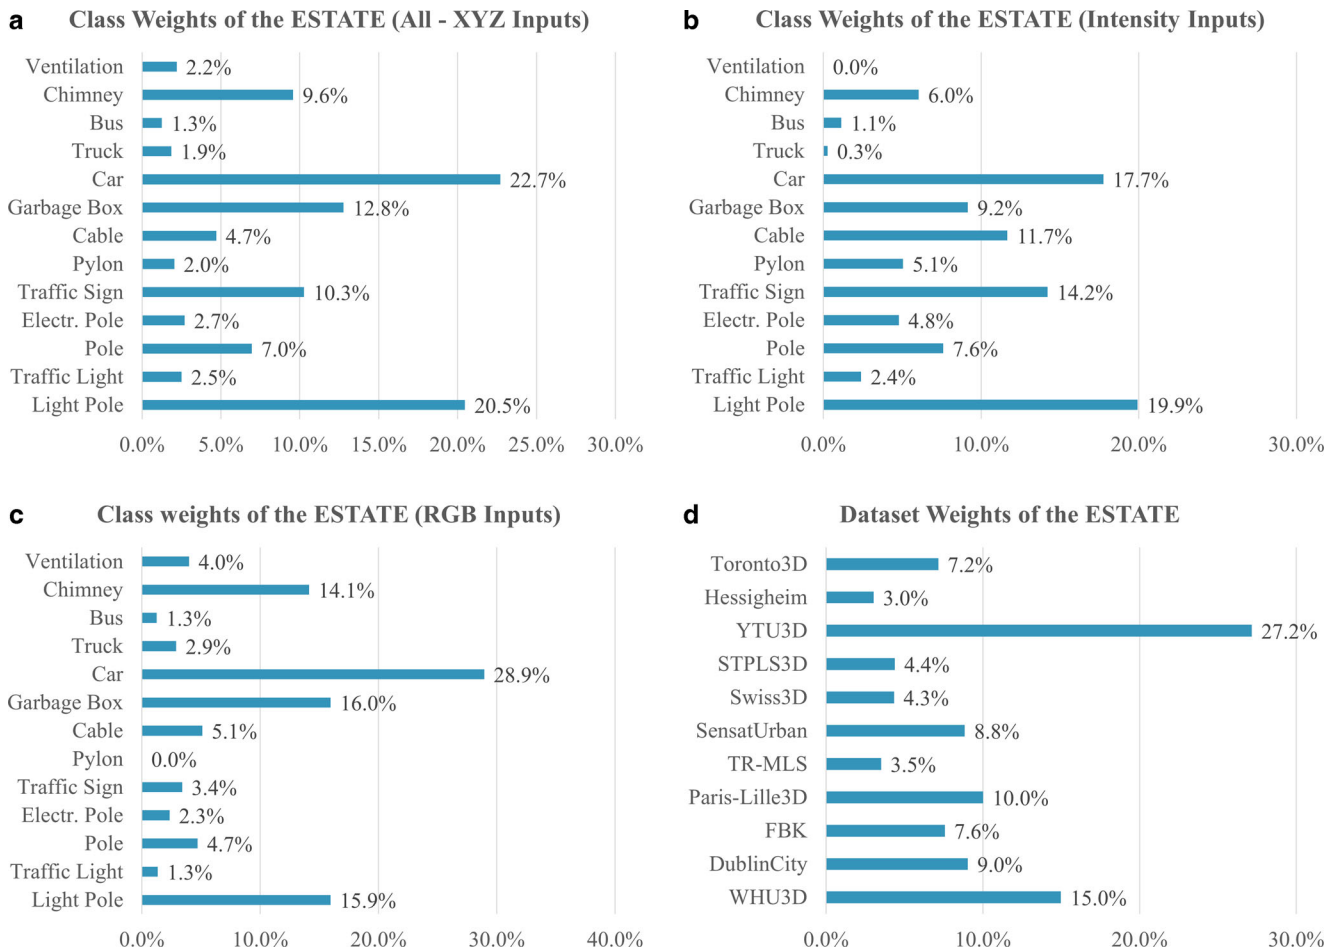 a Class Weights of the ESTATE (All - XYZ Inputs)
Ventilation 2.2%
Chimney 9.6%
Bus 1.3%
Truck 1.9%
Car 22.7%
Garbage Box 12.8%
Cable 4.7%
Pylon 2.0%
Traffic Sign 10.3%
Electr. Pole 2.7%
Pole 7.0%
Traffic Light 2.5%
Light Pole 20.5%
0.0% 5.0% 10.0% 15.0% 20.0% 25.0% 30.0%
b Class Weights of the ESTATE (Intensity Inputs)
Ventilation 0.0%
Chimney 6.0%
Bus 1.1%
Truck 0.3%
Car 17.7%
Garbage Box 9.2%
Cable 11.7%
Pylon 5.1%
Traffic Sign 14.2%
Electr. Pole 4.8%
Pole 7.6%
Traffic Light 2.4%
Light Pole 19.9%
0.0% 10.0% 20.0% 30.0%
c Class weights of the ESTATE (RGB Inputs)
Ventilation 4.0%
Chimney 14.1%
Bus 1.3%
Truck 2.9%
Car 28.9%
Garbage Box 16.0%
Cable 5.1%
Pylon 0.0%
Traffic Sign 3.4%
Electr. Pole 2.3%
Pole 4.7%
Traffic Light 1.3%
Light Pole 15.9%
0.0% 10.0% 20.0% 30.0% 40.0%
d Dataset Weights of the ESTATE
Toronto3D 7.2%
Hessigheim 3.0%
YTU3D 27.2%
STPLS3D 4.4%
Swiss3D 4.3%
SensatUrban 8.8%
TR-MLS 3.5%
Paris-Lille3D 10.0%
FBK 7.6%
DublinCity 9.0%
WHU3D 15.0%
0.0% 10.0% 20.0% 30.0%